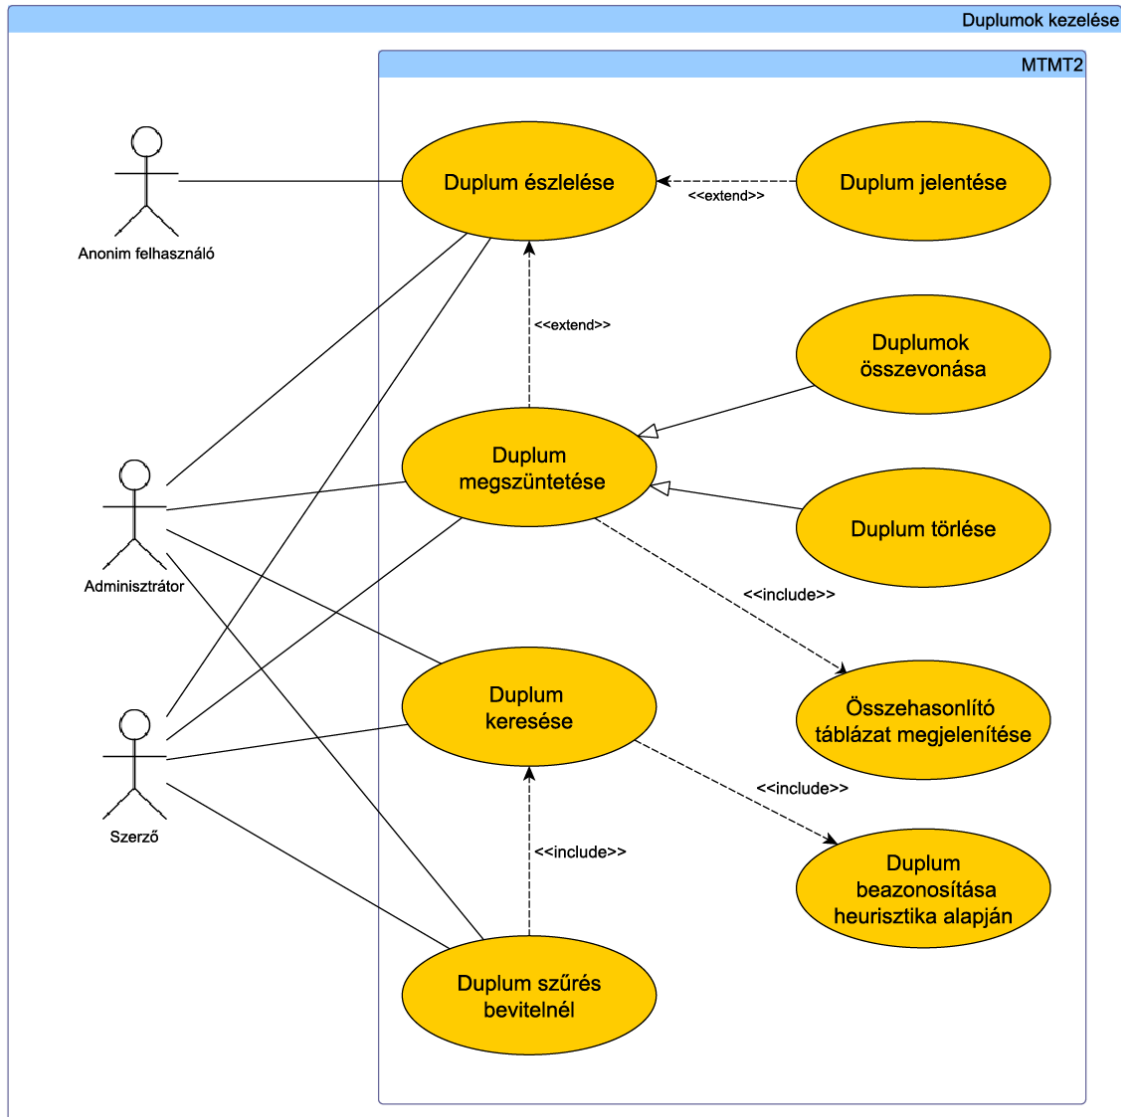 Duplumok kezelése
MTMT2
Duplum észlelése
Duplum jelentése
<<extend>>
Anonim felhasználó
<<extend>>
Duplumok
összevonása
Duplum
megszüntetése
Duplum törlése
Adminisztrátor
<<include>>
Duplum
keresése
Összehasonlító
táblázat megjelenítése
<<include>>
Szerző
<<include>>
Duplum
beazonosítása
heurisztika alapján
Duplum szűrés
bevitelnél